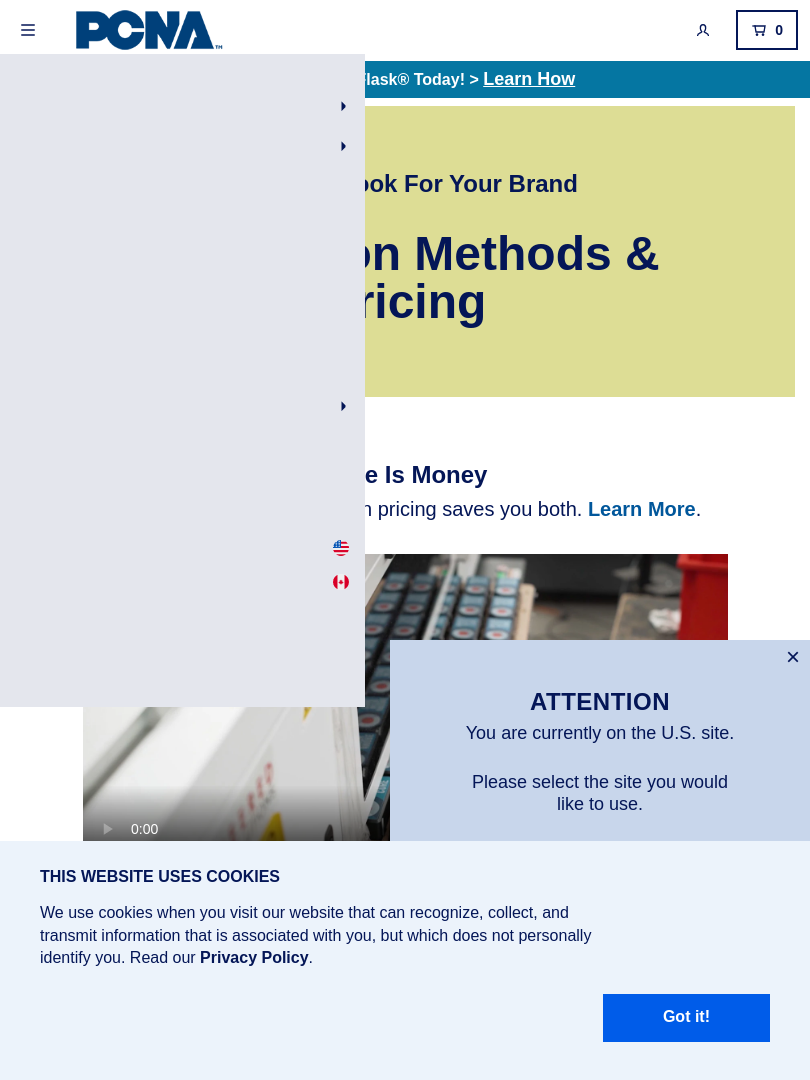 PCNA™
0
Flask® Today! > Learn How
ook For Your Brand
on Methods &
ricing
e Is Money
n pricing saves you both. Learn More.
×
ATTENTION
You are currently on the U.S. site.
Please select the site you would
like to use.
0:00
THIS WEBSITE USES COOKIES
We use cookies when you visit our website that can recognize, collect, and
transmit information that is associated with you, but which does not personally
identify you. Read our Privacy Policy.
Got it!